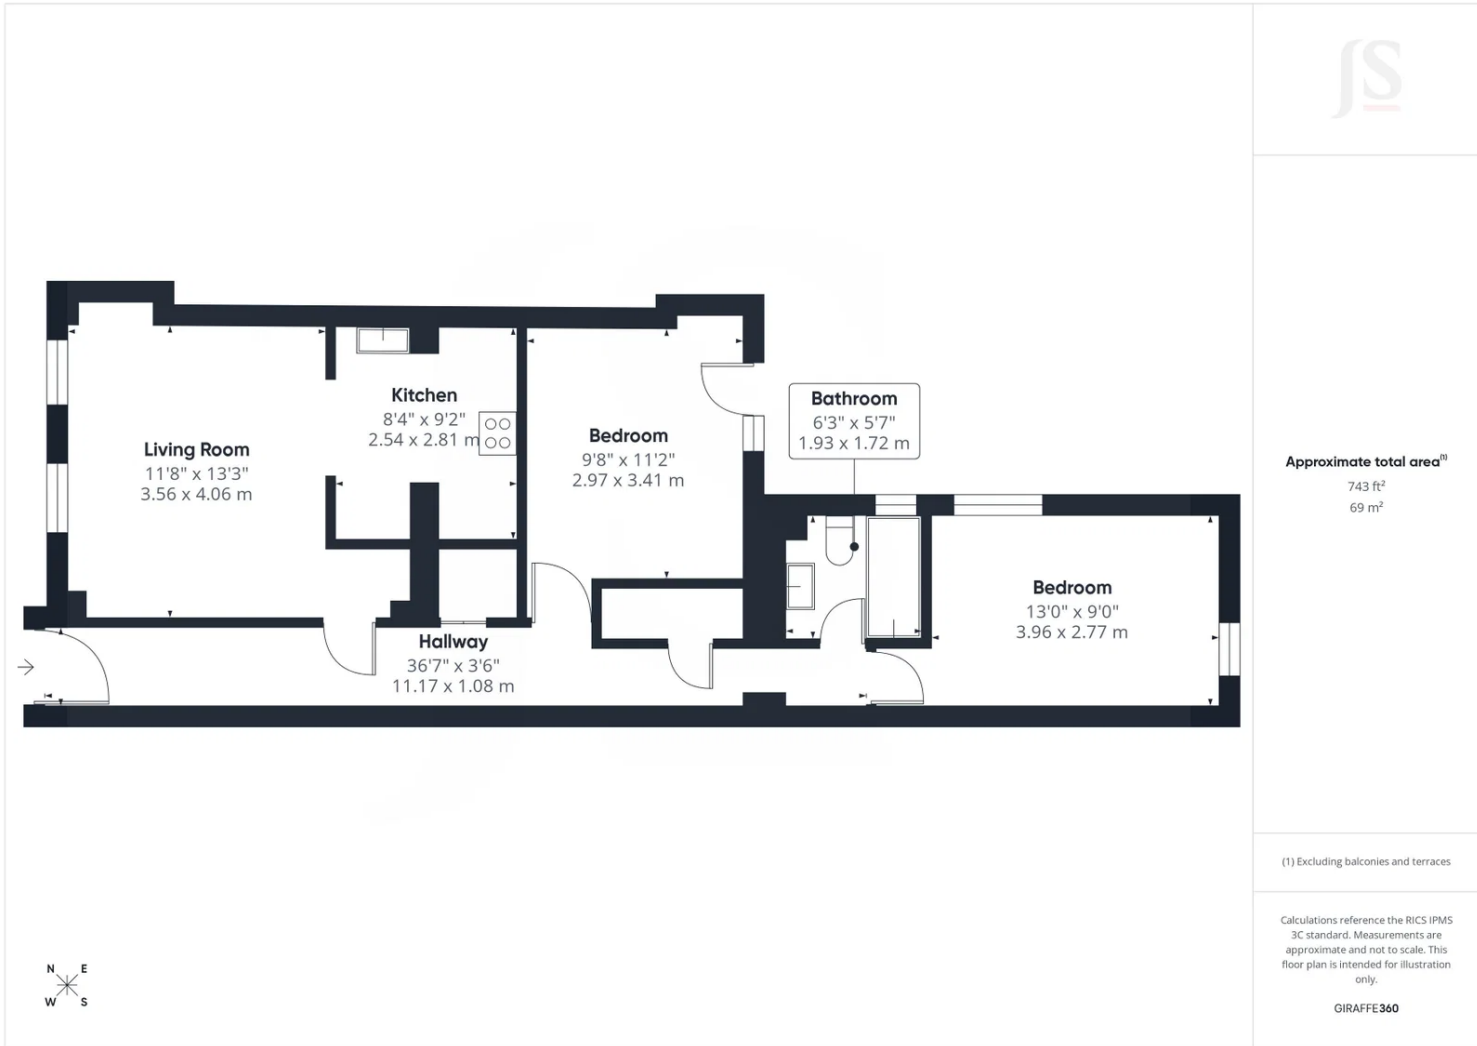 JS
Living Room
11'8" x 13'3"
3.56 x 4.06 m
Kitchen
8'4" x 9'2"
2.54 x 2.81 m
Bedroom
9'8" x 11'2"
2.97 x 3.41 m
Bathroom
6'3" x 5'7"
1.93 x 1.72 m
Bedroom
13'0" x 9'0"
3.96 x 2.77 m
Hallway
36'7" x 3'6"
11.17 x 1.08 m
N E
W S
Approximate total area(1)
743 ft²
69 m²
(1) Excluding balconies and terraces
Calculations reference the RICS IPMS
3C standard. Measurements are
approximate and not to scale. This
floor plan is intended for illustration
only.
GIRAFFE360